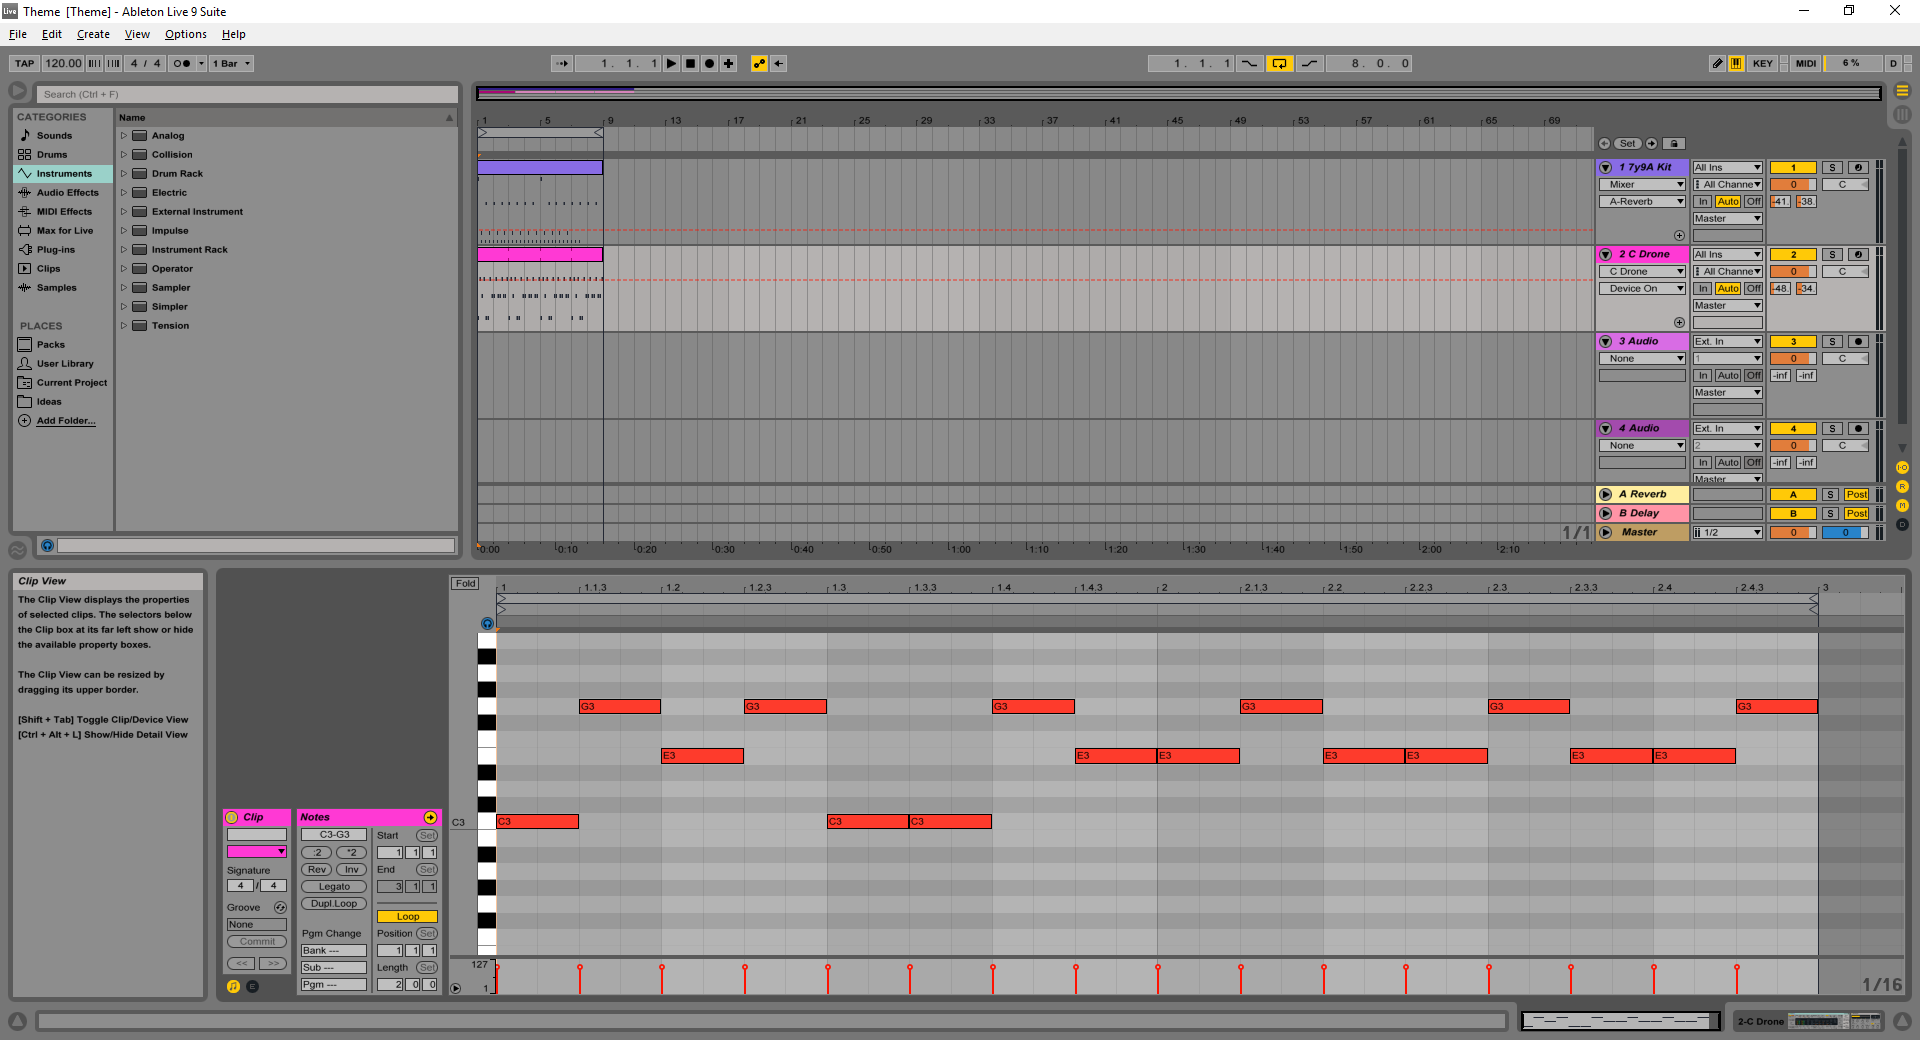 Live Theme  [Theme] - Ableton Live 9 Suite
File Edit Create View Options Help
TAP 120.00 4 / 4 1 Bar 1. 1. 1 1. 1. 1 8. 0. 0 KEY MIDI 6 % D
Search (Ctrl + F)
CATEGORIES
Sounds
Drums
Instruments
Audio Effects
MIDI Effects
Max for Live
Plug-ins
Clips
Samples
PLACES
Packs
User Library
Current Project
Ideas
Add Folder...
Name
Analog
Collision
Drum Rack
Electric
External Instrument
Impulse
Instrument Rack
Operator
Sampler
Simpler
Tension
1 5 9 13 17 21 25 29 33 37 41 45 49 53 57 61 65 69
Set
1 7y9A Kit All Ins 1 S
Mixer All Channe 0 C
A-Reverb In Auto Off -41. -38.
Master
2 C Drone All Ins 2 S
C Drone All Channe 0 C
Device On In Auto Off -48. -34.
Master
3 Audio Ext. In 3 S
None 1 0 C
In Auto Off -inf -inf
Master
4 Audio Ext. In 4 S
None 2 0 C
In Auto Off -inf -inf
Master
A Reverb A S Post
B Delay B S Post
1/1 Master 1/2 0 0
0:00 0:10 0:20 0:30 0:40 0:50 1:00 1:10 1:20 1:30 1:40 1:50 2:00 2:10
I·O
R
M
D
Clip View
The Clip View displays the properties
of selected clips. The selectors below
the Clip box at its far left show or hide
the available property boxes.
The Clip View can be resized by
dragging its upper border.
[Shift + Tab] Toggle Clip/Device View
[Ctrl + Alt + L] Show/Hide Detail View
Clip
Signature
4 / 4
Groove
None
Commit
<< >>
E
Notes
C3-G3
:2 *2
Rev Inv
Legato
Dupl.Loop
Pgm Change
Bank ---
Sub ---
Pgm ---
Start Set
1 1 1
End Set
3 1 1
Loop
Position Set
1 1 1
Length Set
2 0 0
Fold 1 1.1.3 1.2 1.2.3 1.3 1.3.3 1.4 1.4.3 2 2.1.3 2.2 2.2.3 2.3 2.3.3 2.4 2.4.3 3
G3 G3 G3 G3 G3 G3
E3 E3 E3 E3 E3 E3 E3
C3 C3 C3 C3
127
1
1/16
2-C Drone